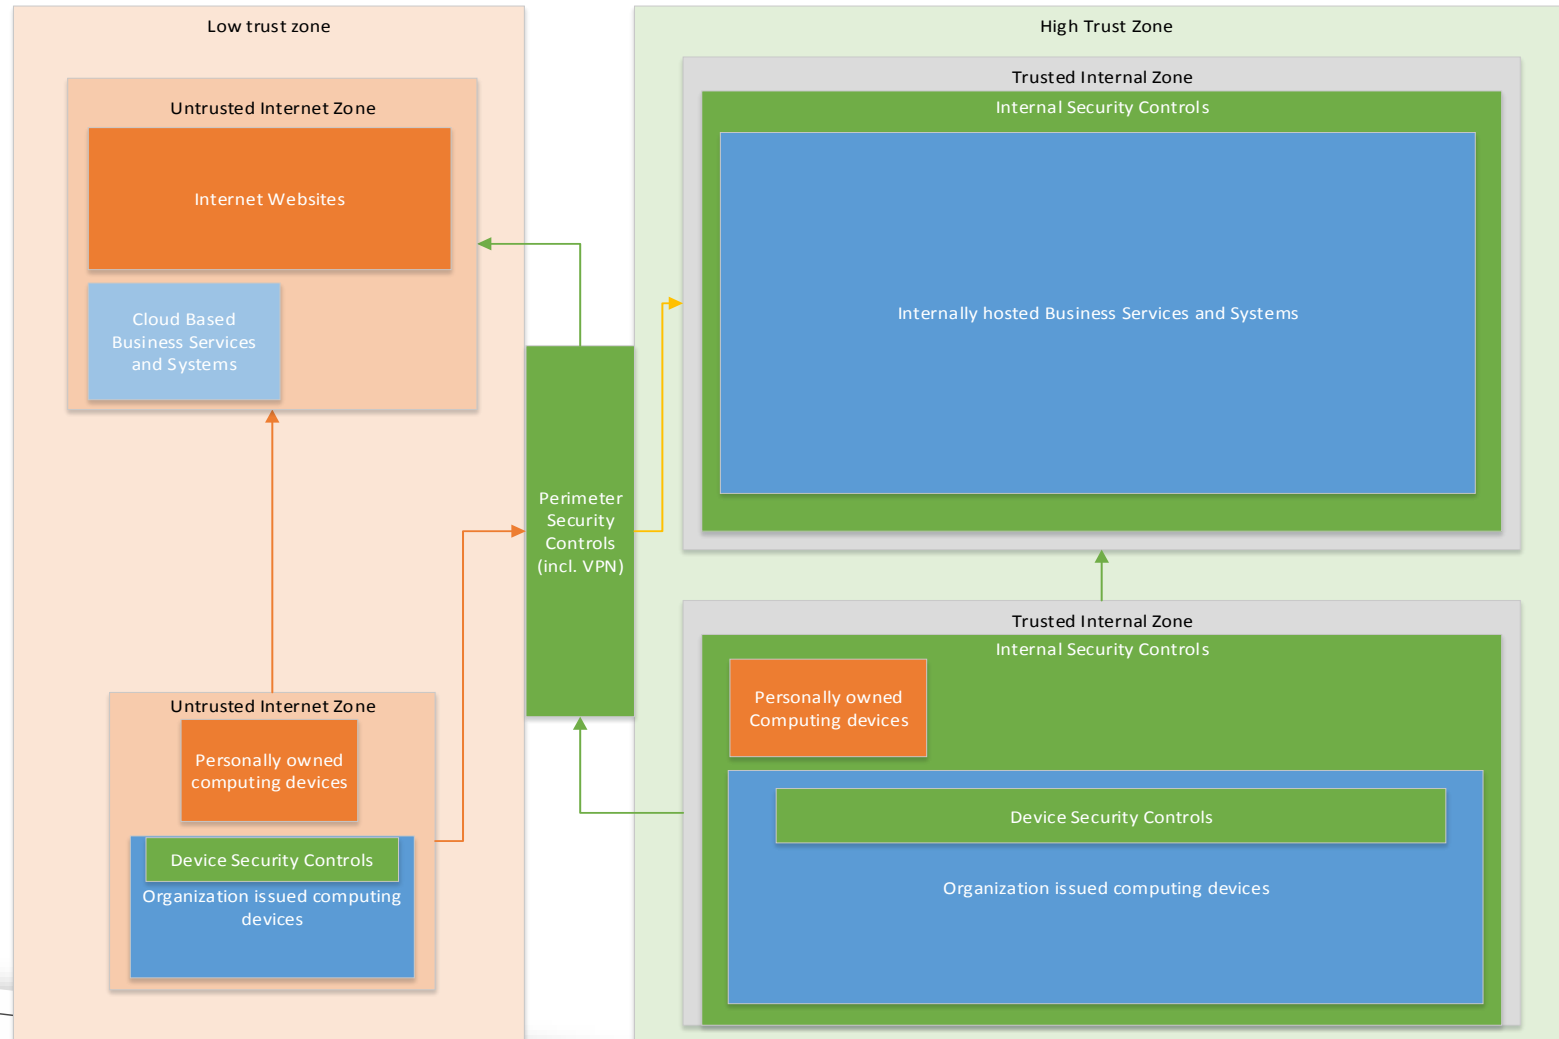 Low trust zone
Untrusted Internet Zone
Internet Websites
Cloud Based
Business Services
and Systems
Untrusted Internet Zone
Personally owned
computing devices
Device Security Controls
Organization issued computing
devices
Perimeter
Security
Controls
(incl. VPN)
High Trust Zone
Trusted Internal Zone
Internal Security Controls
Internally hosted Business Services and Systems
Trusted Internal Zone
Internal Security Controls
Personally owned
Computing devices
Device Security Controls
Organization issued computing devices